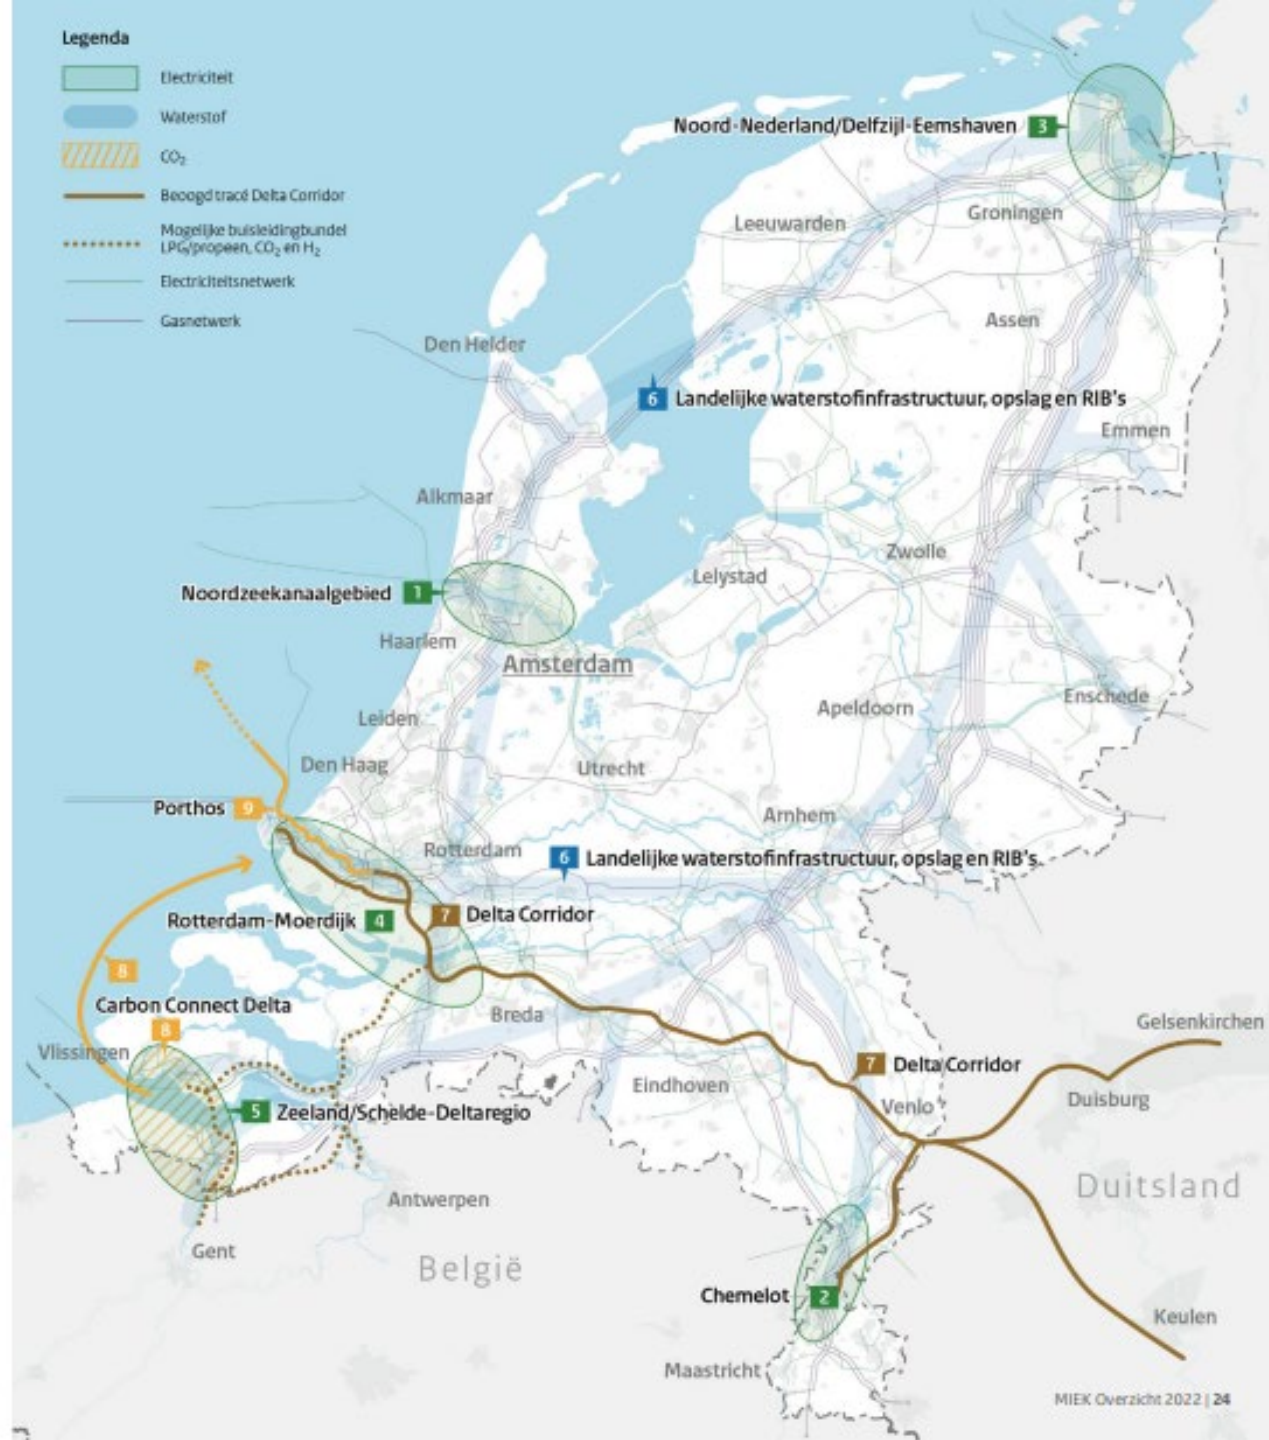 Legenda
Electriciteit
Waterstof
CO₂
Beoogd tracé Delta Corridor
Mogelijke buisleidingbundel
LPG/propeen, CO₂ en H₂
Electriciteitsnetwerk
Gasnetwerk
Noord-Nederland/Delfzijl-Eemshaven 3
Leeuwarden
Groningen
Assen
Den Helder
6 Landelijke waterstofinfrastructuur, opslag en RIB's
Emmen
Alkmaar
Zwolle
Lelystad
Noordzeekanaalgebied 1
Haarlem
Amsterdam
Enschede
Apeldoorn
Leiden
Den Haag
Utrecht
Porthos 9
Arnhem
Rotterdam
6 Landelijke waterstofinfrastructuur, opslag en RIB's
Rotterdam-Moerdijk 4
7 Delta Corridor
8
Carbon Connect Delta
8
Breda
Gelsenkirchen
Vlissingen
7 Delta Corridor
Eindhoven
Duisburg
Venlo
5 Zeeland/Schelde-Deltaregio
Duitsland
Antwerpen
Gent
België
Chemelot 2
Keulen
Maastricht
MIEK Overzicht 2022 | 24